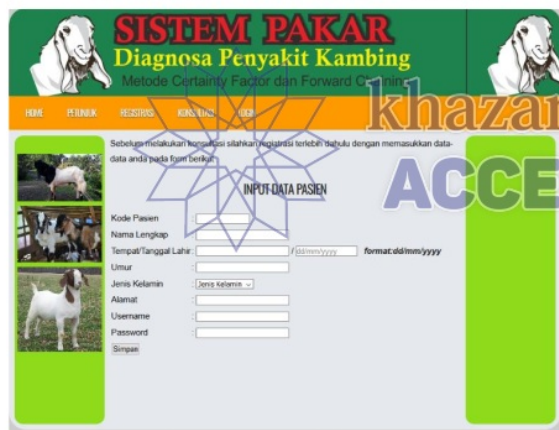 SISTEM PAKAR
Diagnosa Penyakit Kambing
Metode Certainty Factor dan Forward Chaining
HOME PETUNJUK REGISTRASI KONSULTASI LOGIN
khazan
ACCE
Sebelum melakukan konsultasi silahkan registrasi terlebih dahulu dengan memasukkan data-
data anda pada form berikut :
INPUT DATA PASIEN
Kode Pasien :
Nama Lengkap :
Tempat/Tanggal Lahir : / dd/mm/yyyy format:dd/mm/yyyy
Umur :
Jenis Kelamin : Jenis Kelamin
Alamat :
Username :
Password :
Simpan